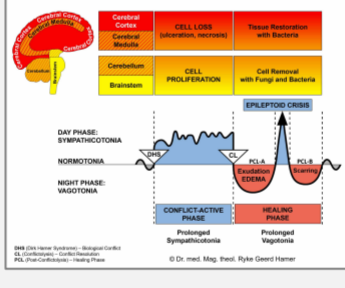 Cerebral Cortex
Cerebral Medulla
Cerebral Cortex
Cerebellum
Brainstem
Cerebral
Cortex
Cerebral
Medulla
CELL LOSS
(ulceration, necrosis)
Tissue Restoration
with Bacteria
Cerebellum
Brainstem
CELL
PROLIFERATION
Cell Removal
with Fungi and Bacteria
EPILEPTOID CRISIS
DAY PHASE:
SYMPATHICOTONIA
DHS
CL
PCL-A
PCL-B
NORMOTONIA
Exudation
EDEMA
Scarring
NIGHT PHASE:
VAGOTONIA
CONFLICT-ACTIVE
PHASE
HEALING
PHASE
Prolonged
Sympathicotonia
Prolonged
Vagotonia
DHS (Dirk Hamer Syndrome) – Biological Conflict
CL (Conflictolysis) – Conflict Resolution
PCL (Post-Conflictolysis) – Healing Phase
© Dr. med. Mag. theol. Ryke Geerd Hamer